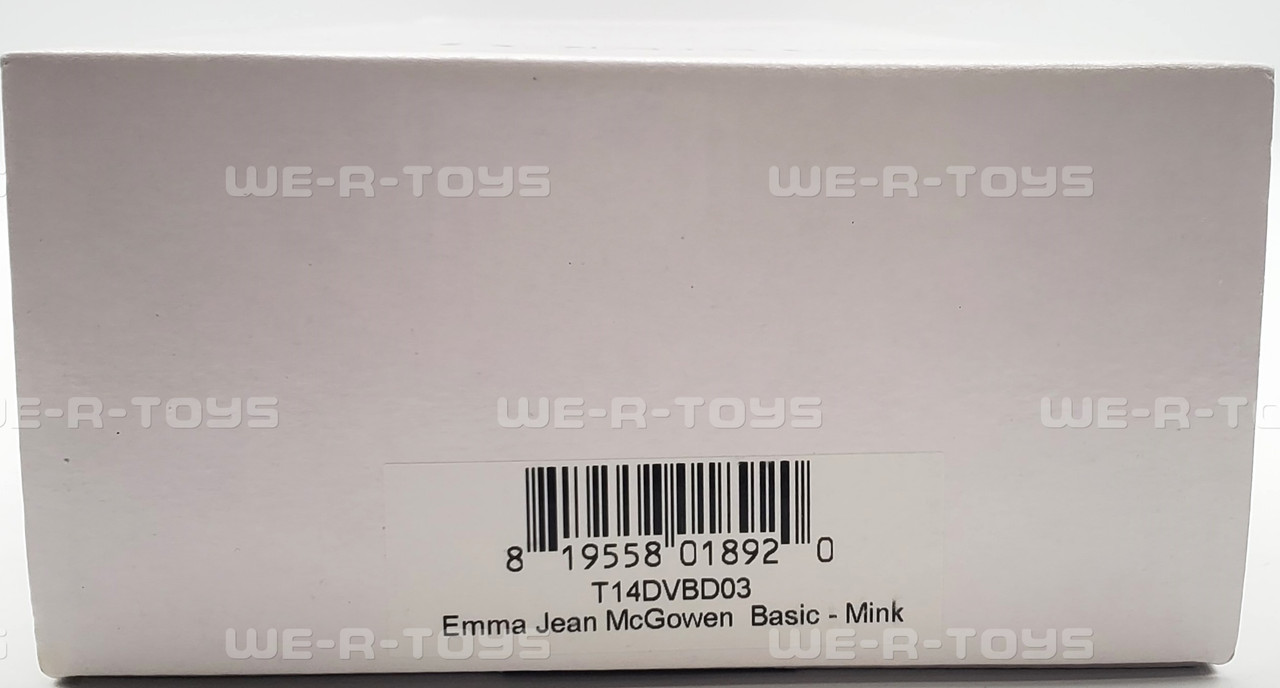 WE-R-TOYS WE-R-TOYS
WE-R-TOYS WE-R-TOYS WE-R-TO
8 19558 01892 0
T14DVBD03
Emma Jean McGowen Basic - Mink
WE-R-TOYS WE-R-TOYS